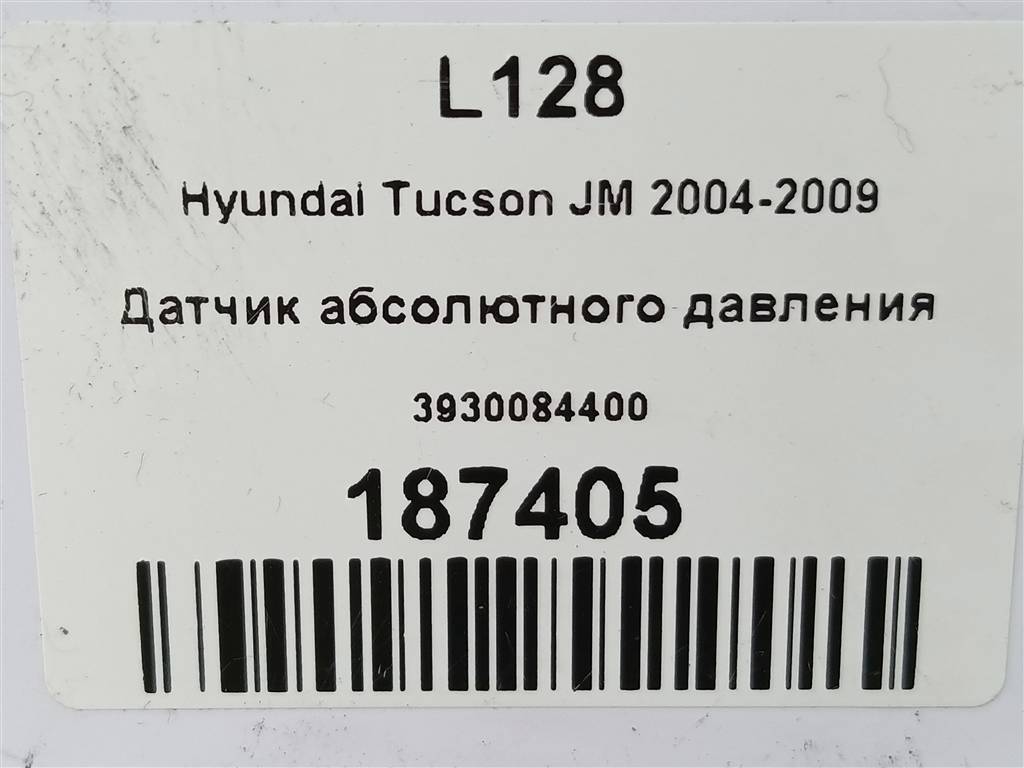 L128
Hyundai Tucson JM 2004-2009
Датчик абсолютного давления
3930084400
187405